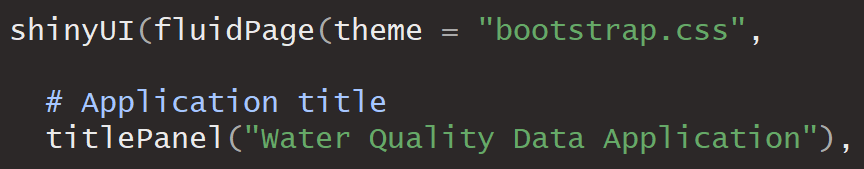 shinyUI(fluidPage(theme = "bootstrap.css",
# Application title
titlePanel("Water Quality Data Application"),